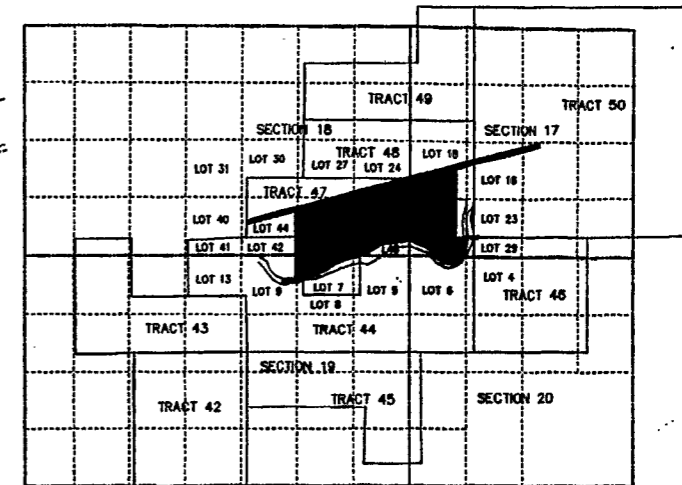 TRACT 49
TRACT 50
SECTION 18
SECTION 17
LOT 31
LOT 30
LOT 27
TRACT 48
LOT 24
LOT 18
LOT 16
TRACT 47
LOT 40
LOT 44
LOT 23
LOT 41
LOT 42
LOT 29
LOT 13
LOT 9
LOT 7
LOT 5
LOT 6
LOT 4
TRACT 46
LOT 8
TRACT 43
TRACT 44
SECTION 19
TRACT 42
TRACT 45
SECTION 20